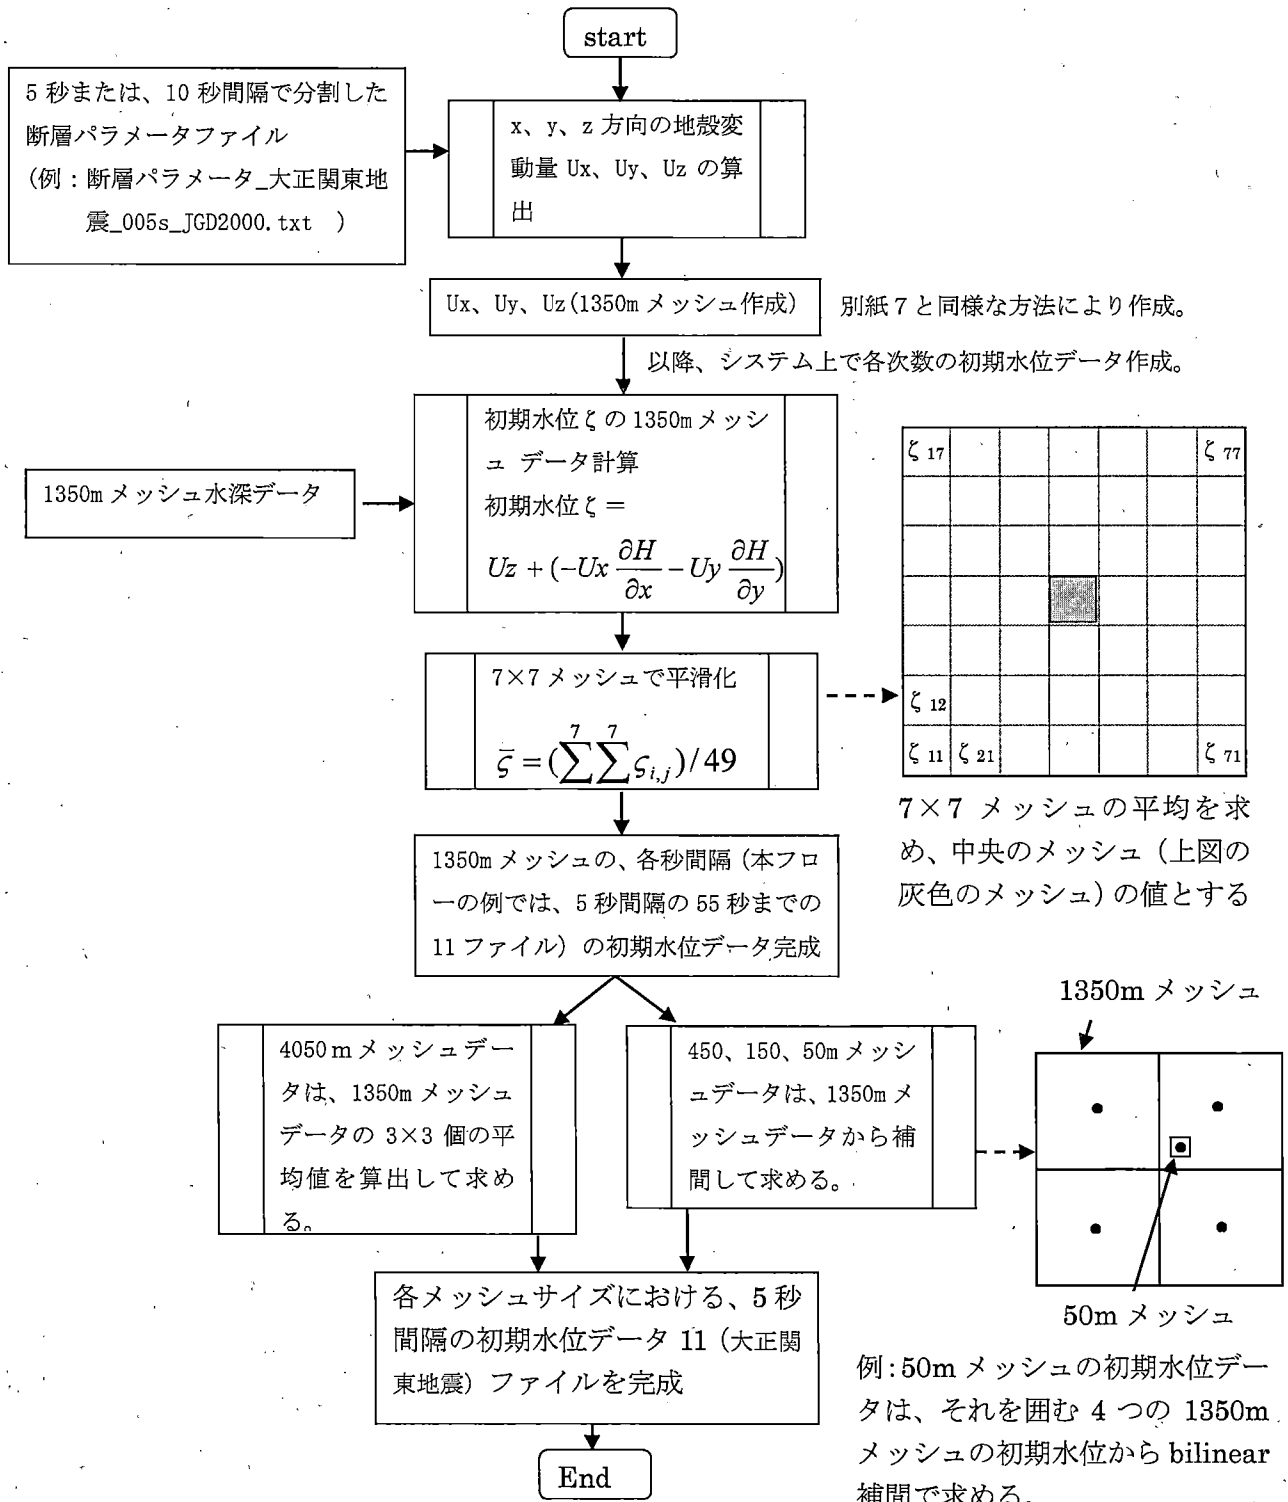 start
5 秒または、10 秒間隔で分割した
断層パラメータファイル
(例：断層パラメータ_大正関東地
震_005s_JGD2000.txt )
x、y、z 方向の地殻変
動量 Ux、Uy、Uz の算
出
Ux、Uy、Uz(1350m メッシュ作成)
別紙７と同様な方法により作成。
以降、システム上で各次数の初期水位データ作成。
1350m メッシュ水深データ
初期水位ζの 1350m メッシ
ュ データ計算
初期水位ζ＝
Uz + (−Ux ∂H/∂x − Uy ∂H/∂y)
7×7 メッシュで平滑化
ς̄ = (∑⁷∑⁷ς i,j)/49
ζ 17 ζ 77
ζ 12
ζ 11 ζ 21 ζ 71
7×7 メッシュの平均を求
め、中央のメッシュ（上図の
灰色のメッシュ）の値とする
1350m メッシュの、各秒間隔（本フロ
ーの例では、5 秒間隔の 55 秒までの
11 ファイル）の初期水位データ完成
4050ｍメッシュデー
タは、1350m メッシュ
データの 3×3 個の平
均値を算出して求め
る。
450、150、50m メッシ
ュデータは、1350m メ
ッシュデータから補
間して求める。
1350m メッシュ
50m メッシュ
例:50m メッシュの初期水位デー
タは、それを囲む 4 つの 1350m
メッシュの初期水位から bilinear
補間で求める。
各メッシュサイズにおける、5 秒
間隔の初期水位データ 11（大正関
東地震）ファイルを完成
End